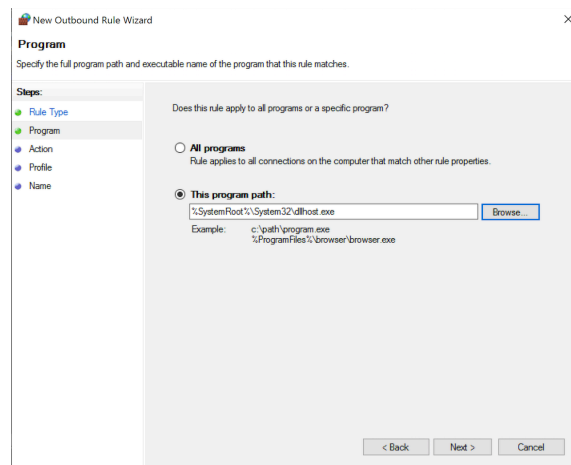 New Outbound Rule Wizard
Program
Specify the full program path and executable name of the program that this rule matches.
Steps:
Rule Type
Program
Action
Profile
Name
Does this rule apply to all programs or a specific program?
All programs
Rule applies to all connections on the computer that match other rule properties.
This program path:
%SystemRoot%\System32\dllhost.exe
Browse...
Example: c:\path\program.exe
%ProgramFiles%\browser\browser.exe
< Back Next > Cancel